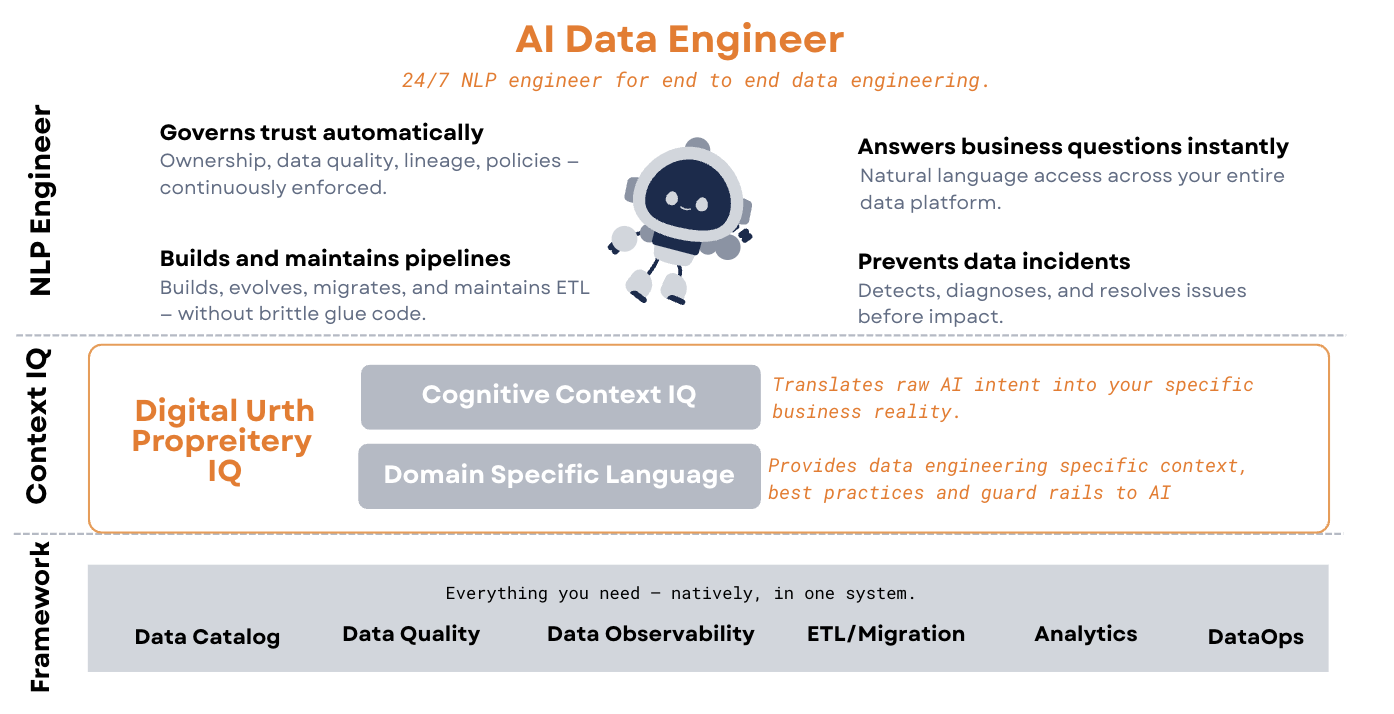 AI Data Engineer
24/7 NLP engineer for end to end data engineering.
NLP Engineer
Governs trust automatically
Ownership, data quality, lineage, policies –
continuously enforced.
Builds and maintains pipelines
Builds, evolves, migrates, and maintains ETL
– without brittle glue code.
Answers business questions instantly
Natural language access across your entire
data platform.
Prevents data incidents
Detects, diagnoses, and resolves issues
before impact.
Context IQ
Digital Urth
Propreitery
IQ
Cognitive Context IQ
Translates raw AI intent into your specific
business reality.
Domain Specific Language
Provides data engineering specific context,
best practices and guard rails to AI
Framework
Everything you need – natively, in one system.
Data Catalog
Data Quality
Data Observability
ETL/Migration
Analytics
DataOps